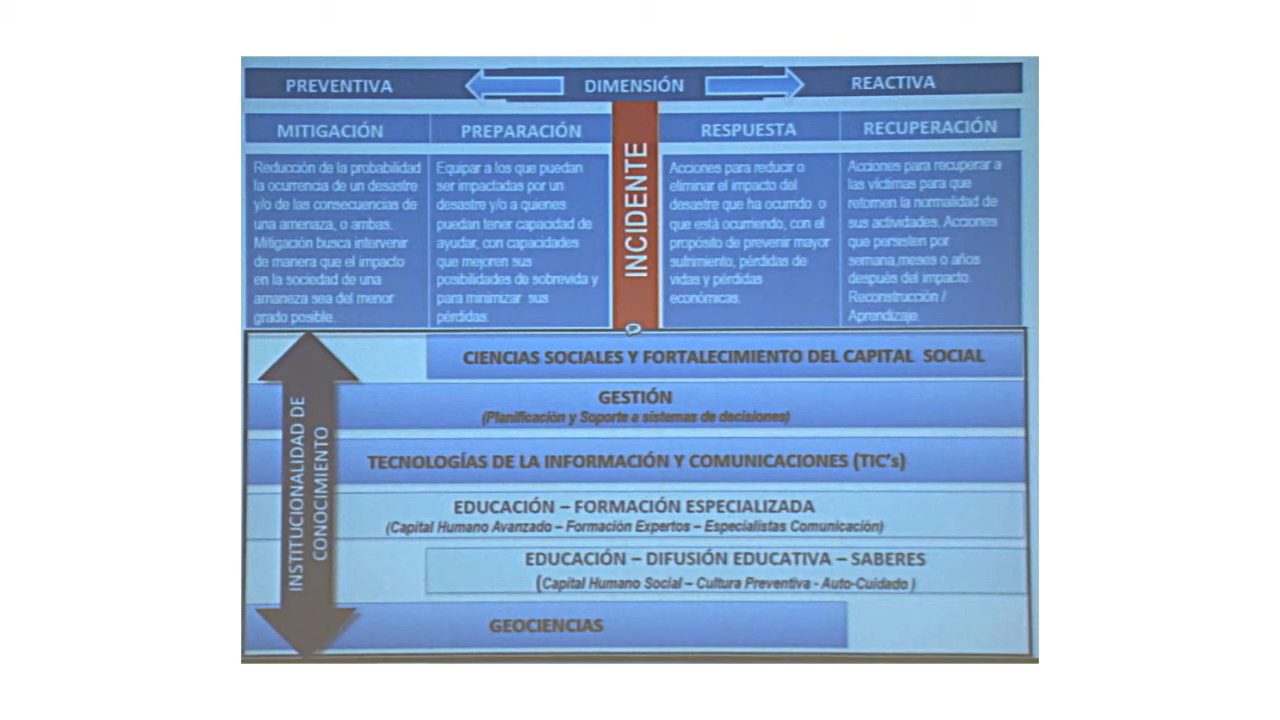 PREVENTIVA
DIMENSIÓN
REACTIVA
MITIGACIÓN
PREPARACIÓN
RESPUESTA
RECUPERACIÓN
Reducción de la probabilidad
la ocurrencia de un desastre
y/o de las consecuencias de
una amenaza, o ambas.
Mitigación busca intervenir
de manera que el impacto
en la sociedad de una
amaneza sea del menor
grado posible.
Equipar a los que puedan
ser impactadas por un
desastre y/o a quienes
puedan tener capacidad de
ayudar, con capacidades
que mejoren sus
posibilidades de sobrevida y
para minimizar sus
pérdidas.
INCIDENTE
Acciones para reducir o
eliminar el impacto del
desastre que ha ocurrido o
que está ocurriendo, con el
propósito de prevenir mayor
sufrimiento, pérdidas de
vidas y pérdidas
económicas.
Acciones para recuperar a
las víctimas para que
retornen la normalidad de
sus actividades. Acciones
que persisten por
semana,meses o años
después del impacto.
Reconstrucción /
Aprendizaje.
INSTITUCIONALIDAD DE
CONOCIMIENTO
CIENCIAS SOCIALES Y FORTALECIMIENTO DEL CAPITAL SOCIAL
GESTIÓN
(Planificación y Soporte a sistemas de decisiones)
TECNOLOGÍAS DE LA INFORMACIÓN Y COMUNICACIONES (TIC's)
EDUCACIÓN – FORMACIÓN ESPECIALIZADA
(Capital Humano Avanzado – Formación Expertos – Especialistas Comunicación)
EDUCACIÓN – DIFUSIÓN EDUCATIVA – SABERES
(Capital Humano Social – Cultura Preventiva - Auto-Cuidado )
GEOCIENCIAS